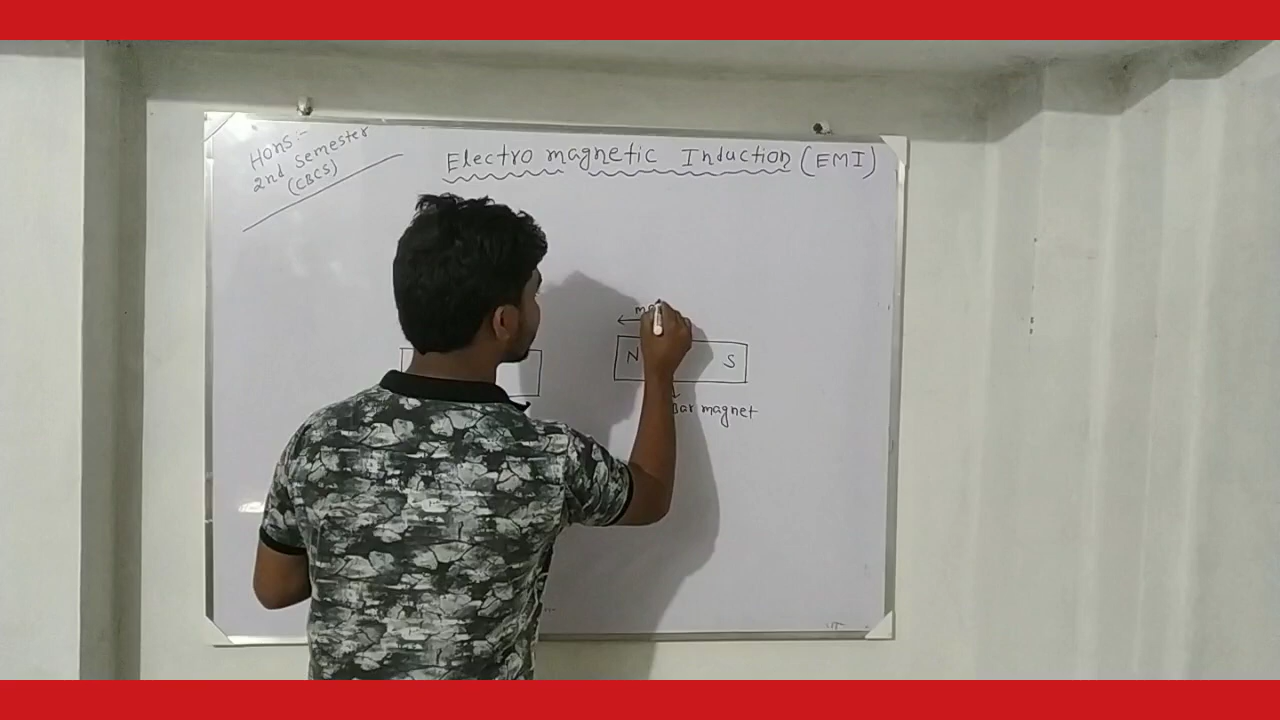 Hons:-
2nd Semester
(CBCS)
Electro magnetic Induction (EMI)
N S
Bar magnet